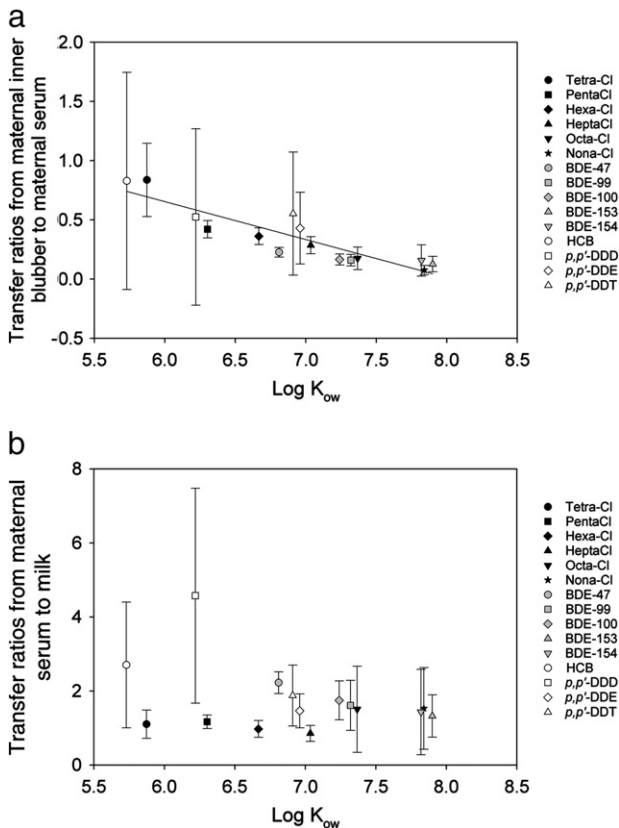 a
Transfer ratios from maternal inner
blubber to maternal serum
2.0
1.5
1.0
0.5
0.0
-0.5
5.5 6.0 6.5 7.0 7.5 8.0 8.5
Log Kow
Tetra-Cl
PentaCl
Hexa-Cl
HeptaCl
Octa-Cl
Nona-Cl
BDE-47
BDE-99
BDE-100
BDE-153
BDE-154
HCB
p,p'-DDD
p,p'-DDE
p,p'-DDT
b
Transfer ratios from maternal
serum to milk
8
6
4
2
0
5.5 6.0 6.5 7.0 7.5 8.0 8.5
Log Kow
Tetra-Cl
PentaCl
Hexa-Cl
HeptaCl
Octa-Cl
Nona-Cl
BDE-47
BDE-99
BDE-100
BDE-153
BDE-154
HCB
p,p'-DDD
p,p'-DDE
p,p'-DDT